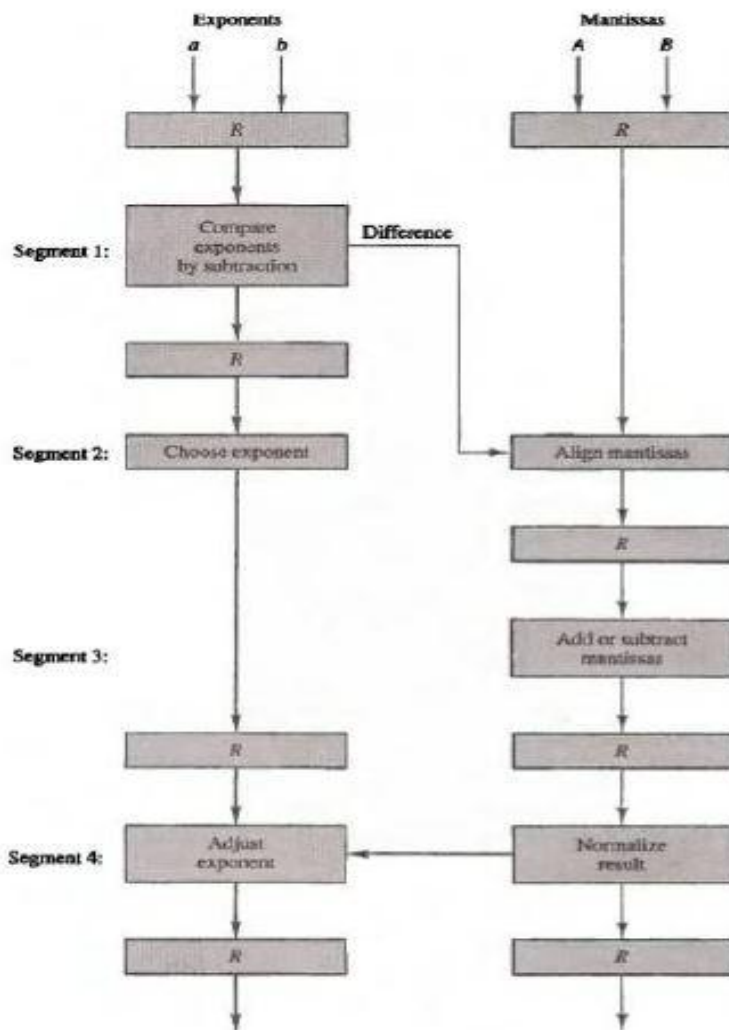 Exponents
Mantissas
a b
A B
R
R
Compare
exponents
by subtraction
Segment 1:
Difference
R
Segment 2:
Choose exponent
Align mantissas
R
Segment 3:
Add or subtract
mantissas
R
R
Segment 4:
Adjust
exponent
Normalize
result
R
R